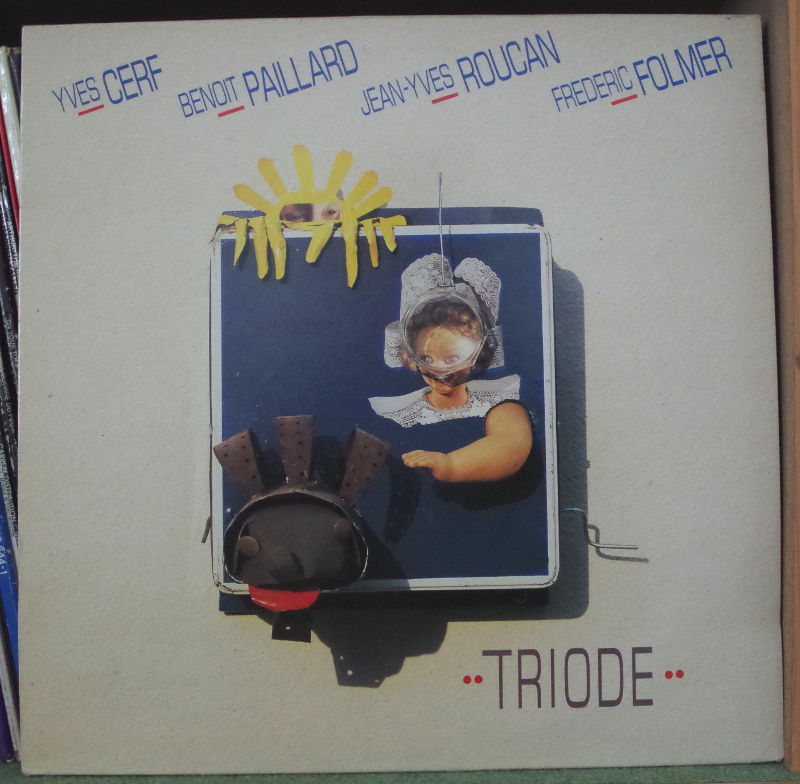 YVES CERF
BENOIT PAILLARD
JEAN-YVES ROUCAN
FREDERIC FOLMER
TRIODE